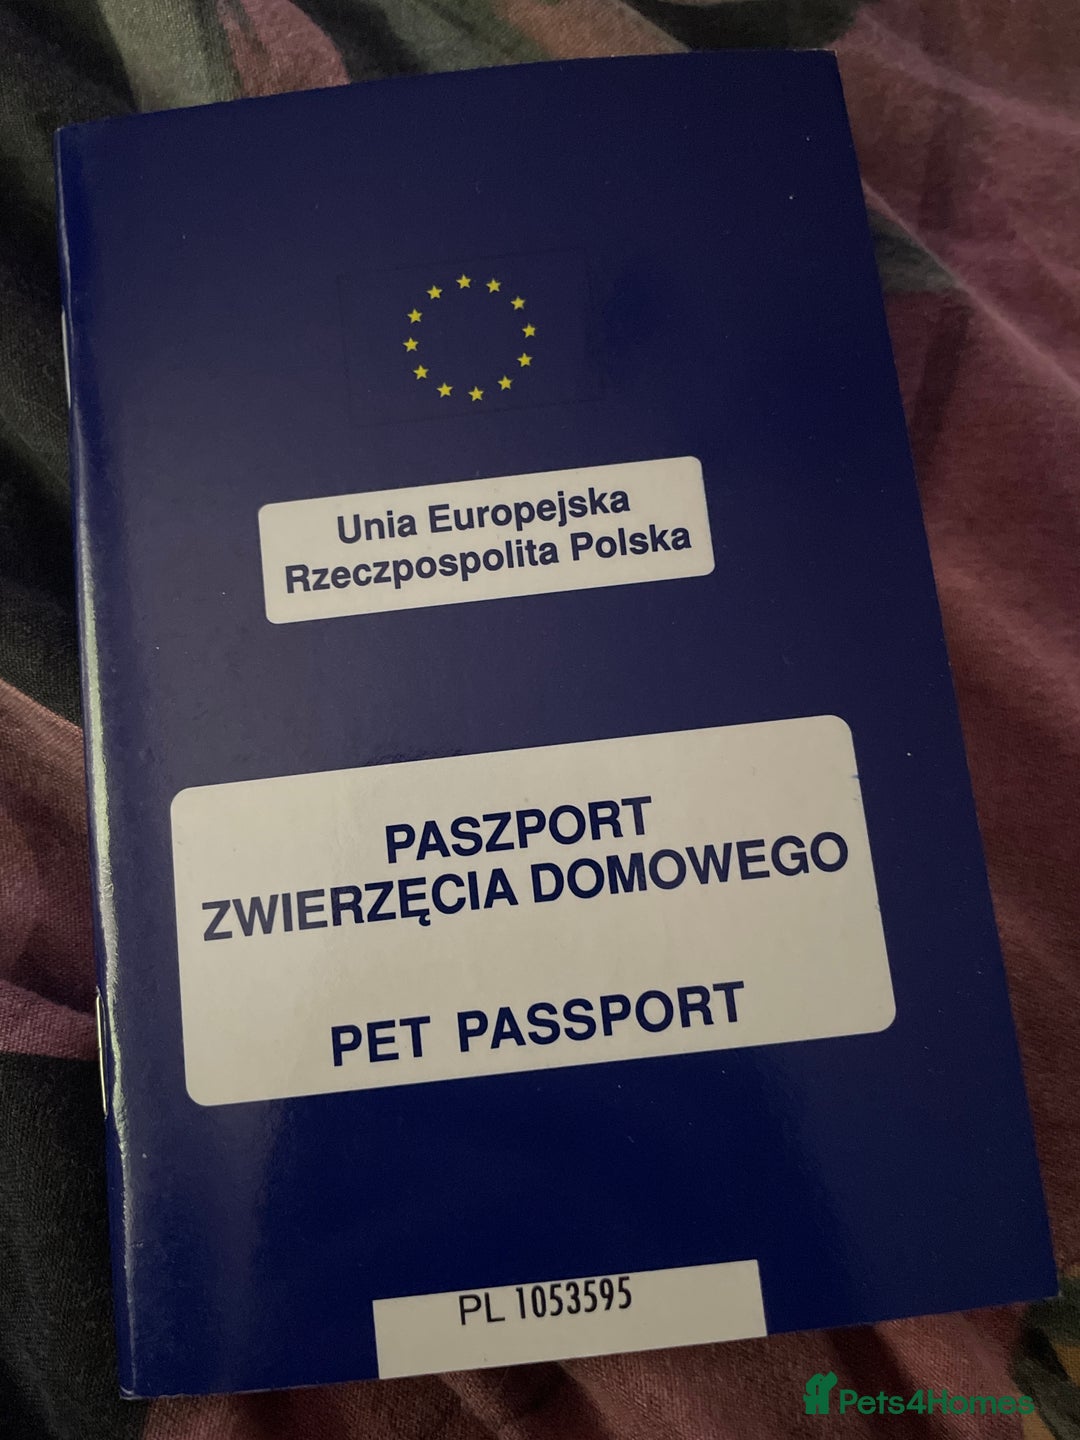 Unia Europejska
Rzeczpospolita Polska
PASZPORT
ZWIERZĘCIA DOMOWEGO
PET PASSPORT
PL 1053595
Pets4Homes